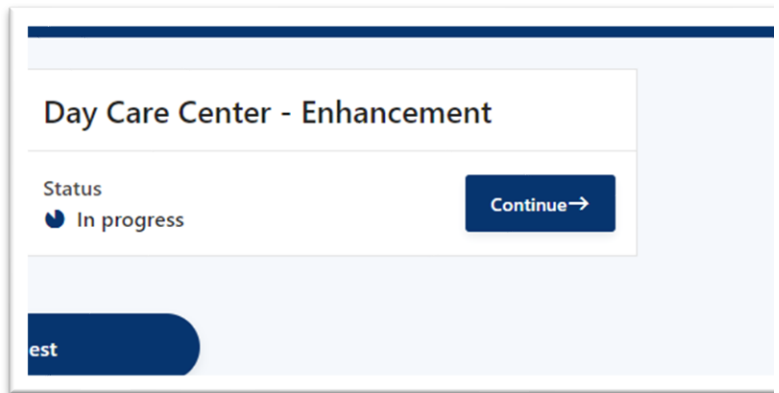 Day Care Center - Enhancement
Status
In progress
Continue→
est